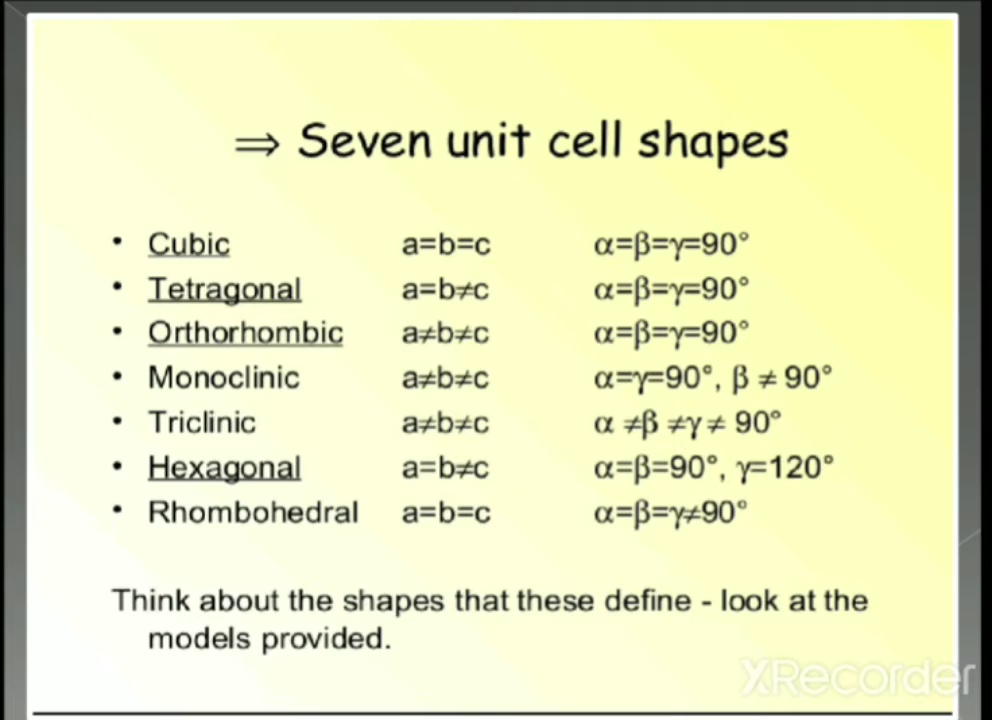 ⇒ Seven unit cell shapes
• Cubic a=b=c α=β=γ=90°
• Tetragonal a=b≠c α=β=γ=90°
• Orthorhombic a≠b≠c α=β=γ=90°
• Monoclinic a≠b≠c α=γ=90°, β ≠ 90°
• Triclinic a≠b≠c α ≠β ≠γ ≠ 90°
• Hexagonal a=b≠c α=β=90°, γ=120°
• Rhombohedral a=b=c α=β=γ≠90°
Think about the shapes that these define - look at the
models provided.
XRecorder